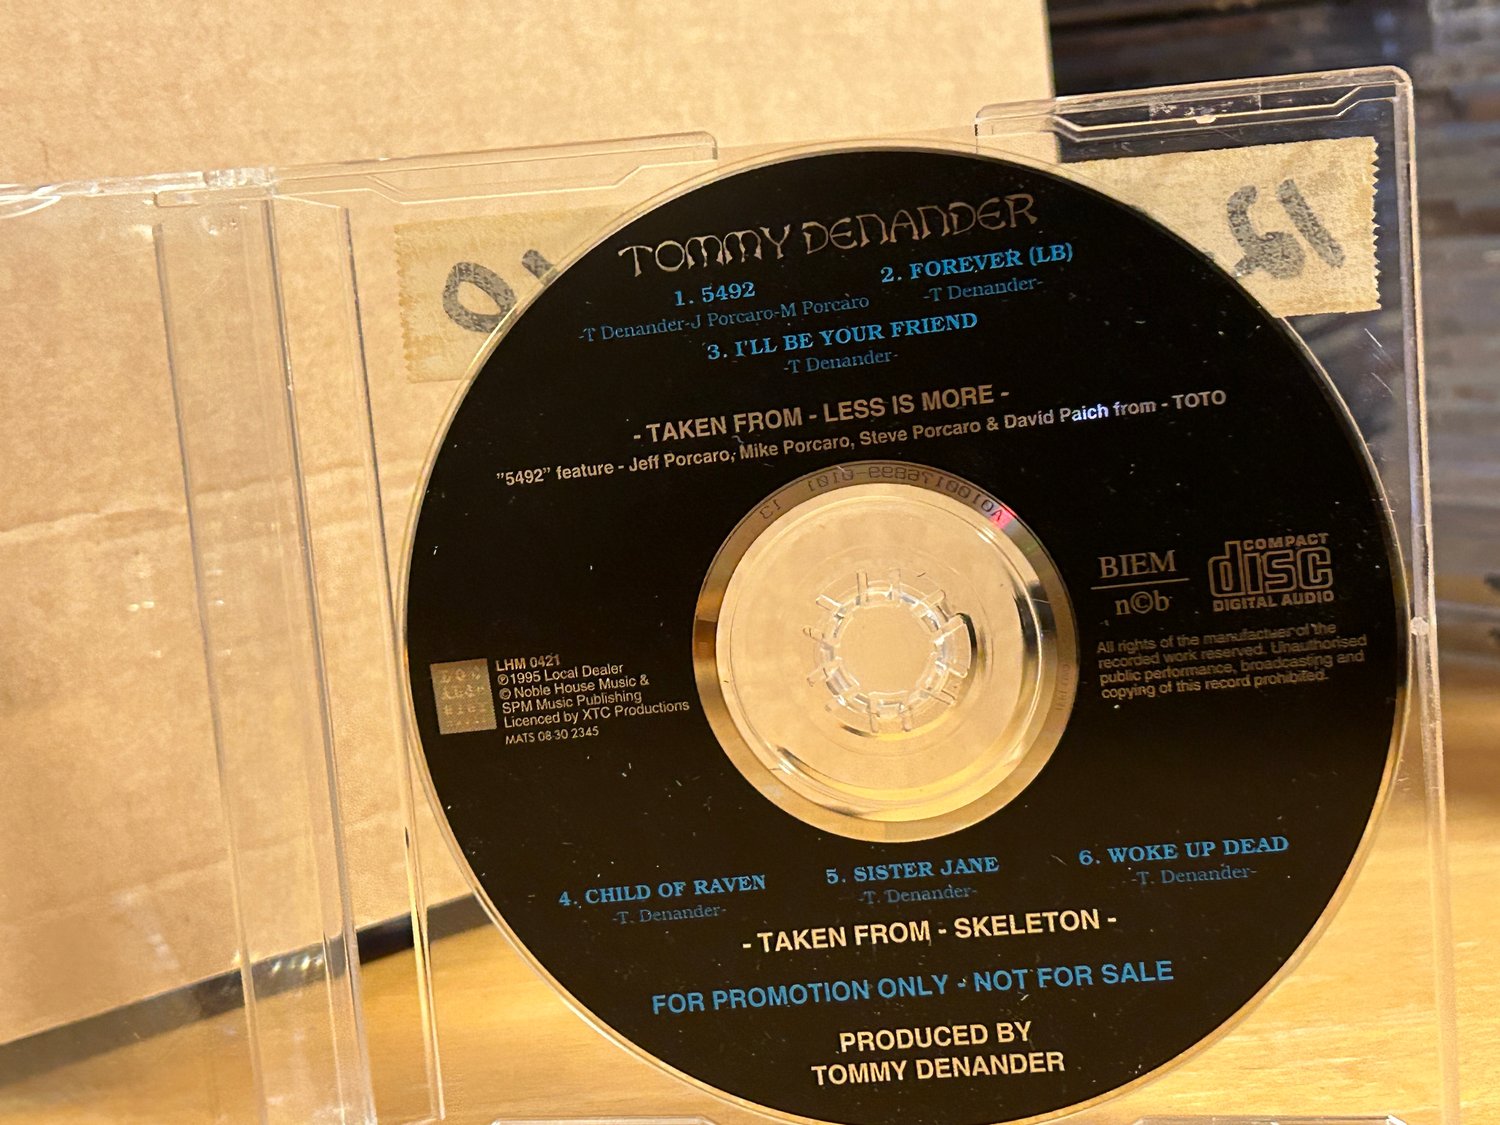 TOMMY DENANDER
1. 5492
-T Denander-J Porcaro-M Porcaro
2. FOREVER (LB)
-T Denander-
3. I'LL BE YOUR FRIEND
-T Denander-
- TAKEN FROM - LESS IS MORE -
"5492" feature - Jeff Porcaro, Mike Porcaro, Steve Porcaro & David Paich from - TOTO
BIEM
n©b
COMPACT
disc
DIGITAL AUDIO
All rights of the manufactuer of the
recorded work reserved. Unauthorised
public performance, broadcasting and
copying of this record prohibited.
LHM 0421
℗1995 Local Dealer
© Noble House Music &
SPM Music Publishing
Licenced by XTC Productions
MATS 08-30 2345
4. CHILD OF RAVEN
-T. Denander-
5. SISTER JANE
-T. Denander-
6. WOKE UP DEAD
-T. Denander-
- TAKEN FROM - SKELETON -
FOR PROMOTION ONLY - NOT FOR SALE
PRODUCED BY
TOMMY DENANDER